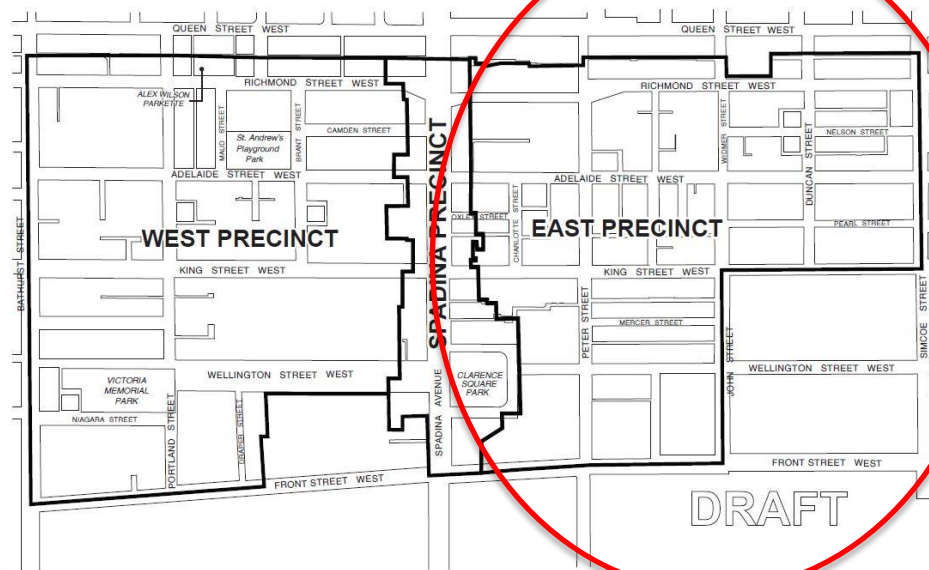 QUEEN STREET WEST
QUEEN STREET WEST
RICHMOND STREET WEST
RICHMOND STREET WEST
ALEX WILSON
PARKETTE
MAUD STREET
St. Andrew's
Playground
Park
BRANT STREET
CAMDEN STREET
WIDMER STREET
DUNCAN STREET
NELSON STREET
ADELAIDE STREET WEST
ADELAIDE STREET WEST
SPADINA PRECINCT
OXLEY STREET
CHARLOTTE STREET
PEARL STREET
WEST PRECINCT
EAST PRECINCT
BATHURST STREET
KING STREET WEST
KING STREET WEST
PETER STREET
MERCER STREET
JOHN STREET
SIMCOE STREET
WELLINGTON STREET WEST
WELLINGTON STREET WEST
VICTORIA
MEMORIAL
PARK
CLARENCE
SQUARE
PARK
SPADINA AVENUE
NIAGARA STREET
PORTLAND STREET
DRAPER STREET
FRONT STREET WEST
FRONT STREET WEST
DRAFT